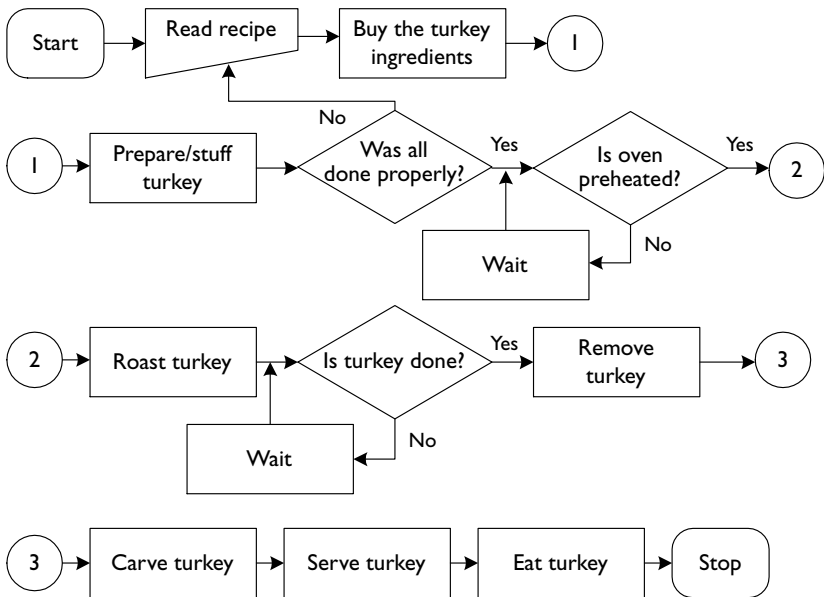 Start
Read recipe
Buy the turkey
ingredients
1
No
1
Prepare/stuff
turkey
Was all
done properly?
Yes
Is oven
preheated?
Yes
2
No
Wait
2
Roast turkey
Is turkey done?
Yes
Remove
turkey
3
No
Wait
3
Carve turkey
Serve turkey
Eat turkey
Stop